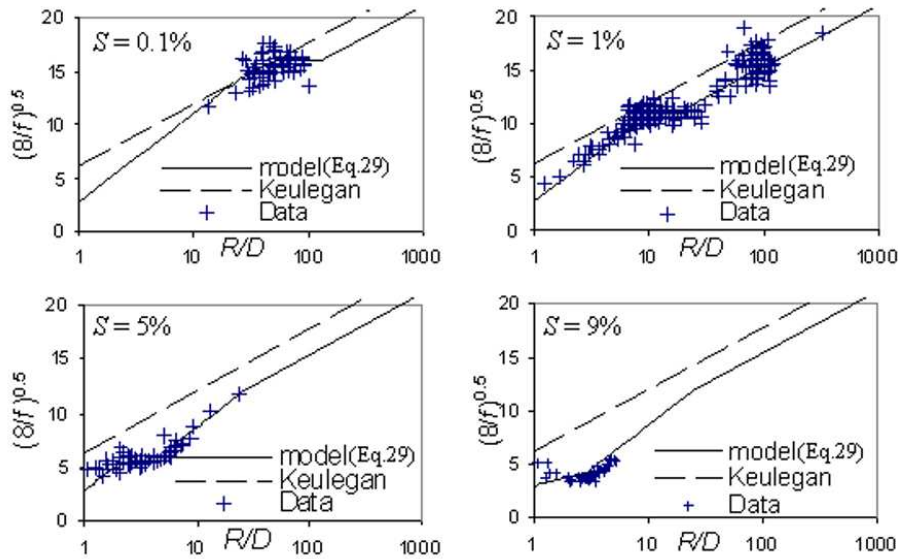 20
15
10
5
0
(8/f)^0.5
S = 0.1%
model(Eq.29)
Keulegan
Data
1
10
100
1000
R/D
20
15
10
5
0
(8/f)^0.5
S = 1%
model(Eq.29)
Keulegan
Data
1
10
100
1000
R/D
20
15
10
5
0
(8/f)^0.5
S = 5%
model(Eq.29)
Keulegan
Data
1
10
100
1000
R/D
20
15
10
5
0
(8/f)^0.5
S = 9%
model(Eq.29)
Keulegan
Data
1
10
100
1000
R/D